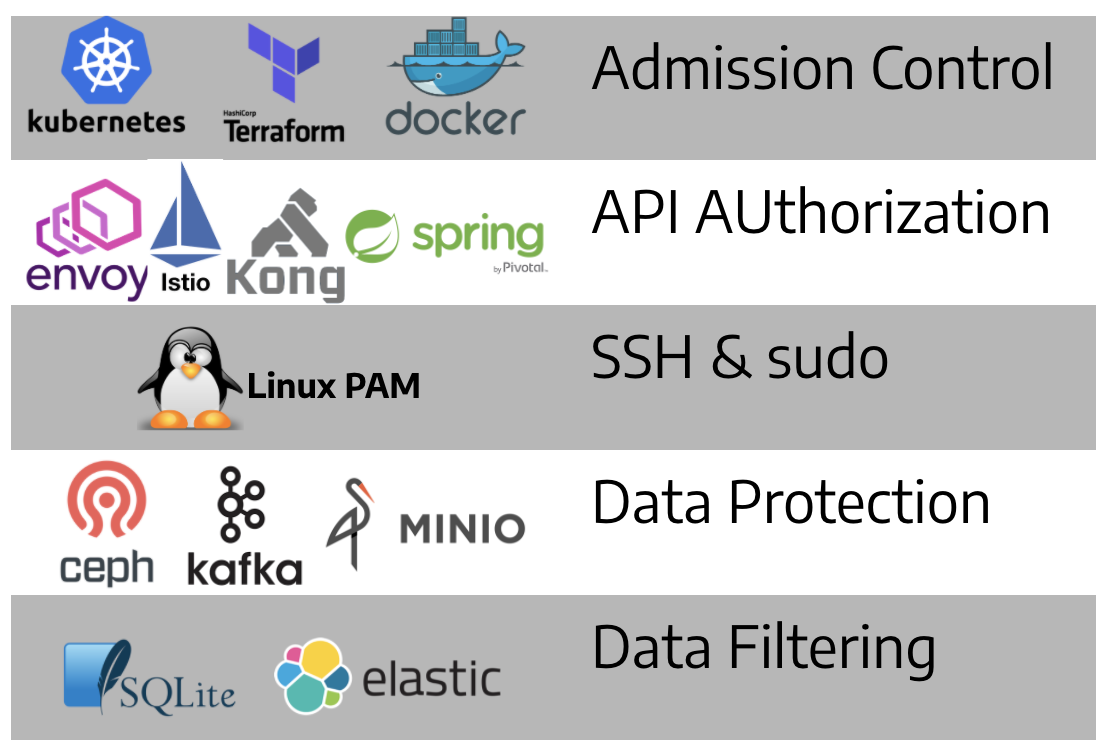 kubernetes
HashiCorp
Terraform
docker
Admission Control
envoy
Istio
Kong
spring
by Pivotal™
API AUthorization
Linux PAM
SSH & sudo
ceph
kafka
MINIO
Data Protection
SQLite
elastic
Data Filtering